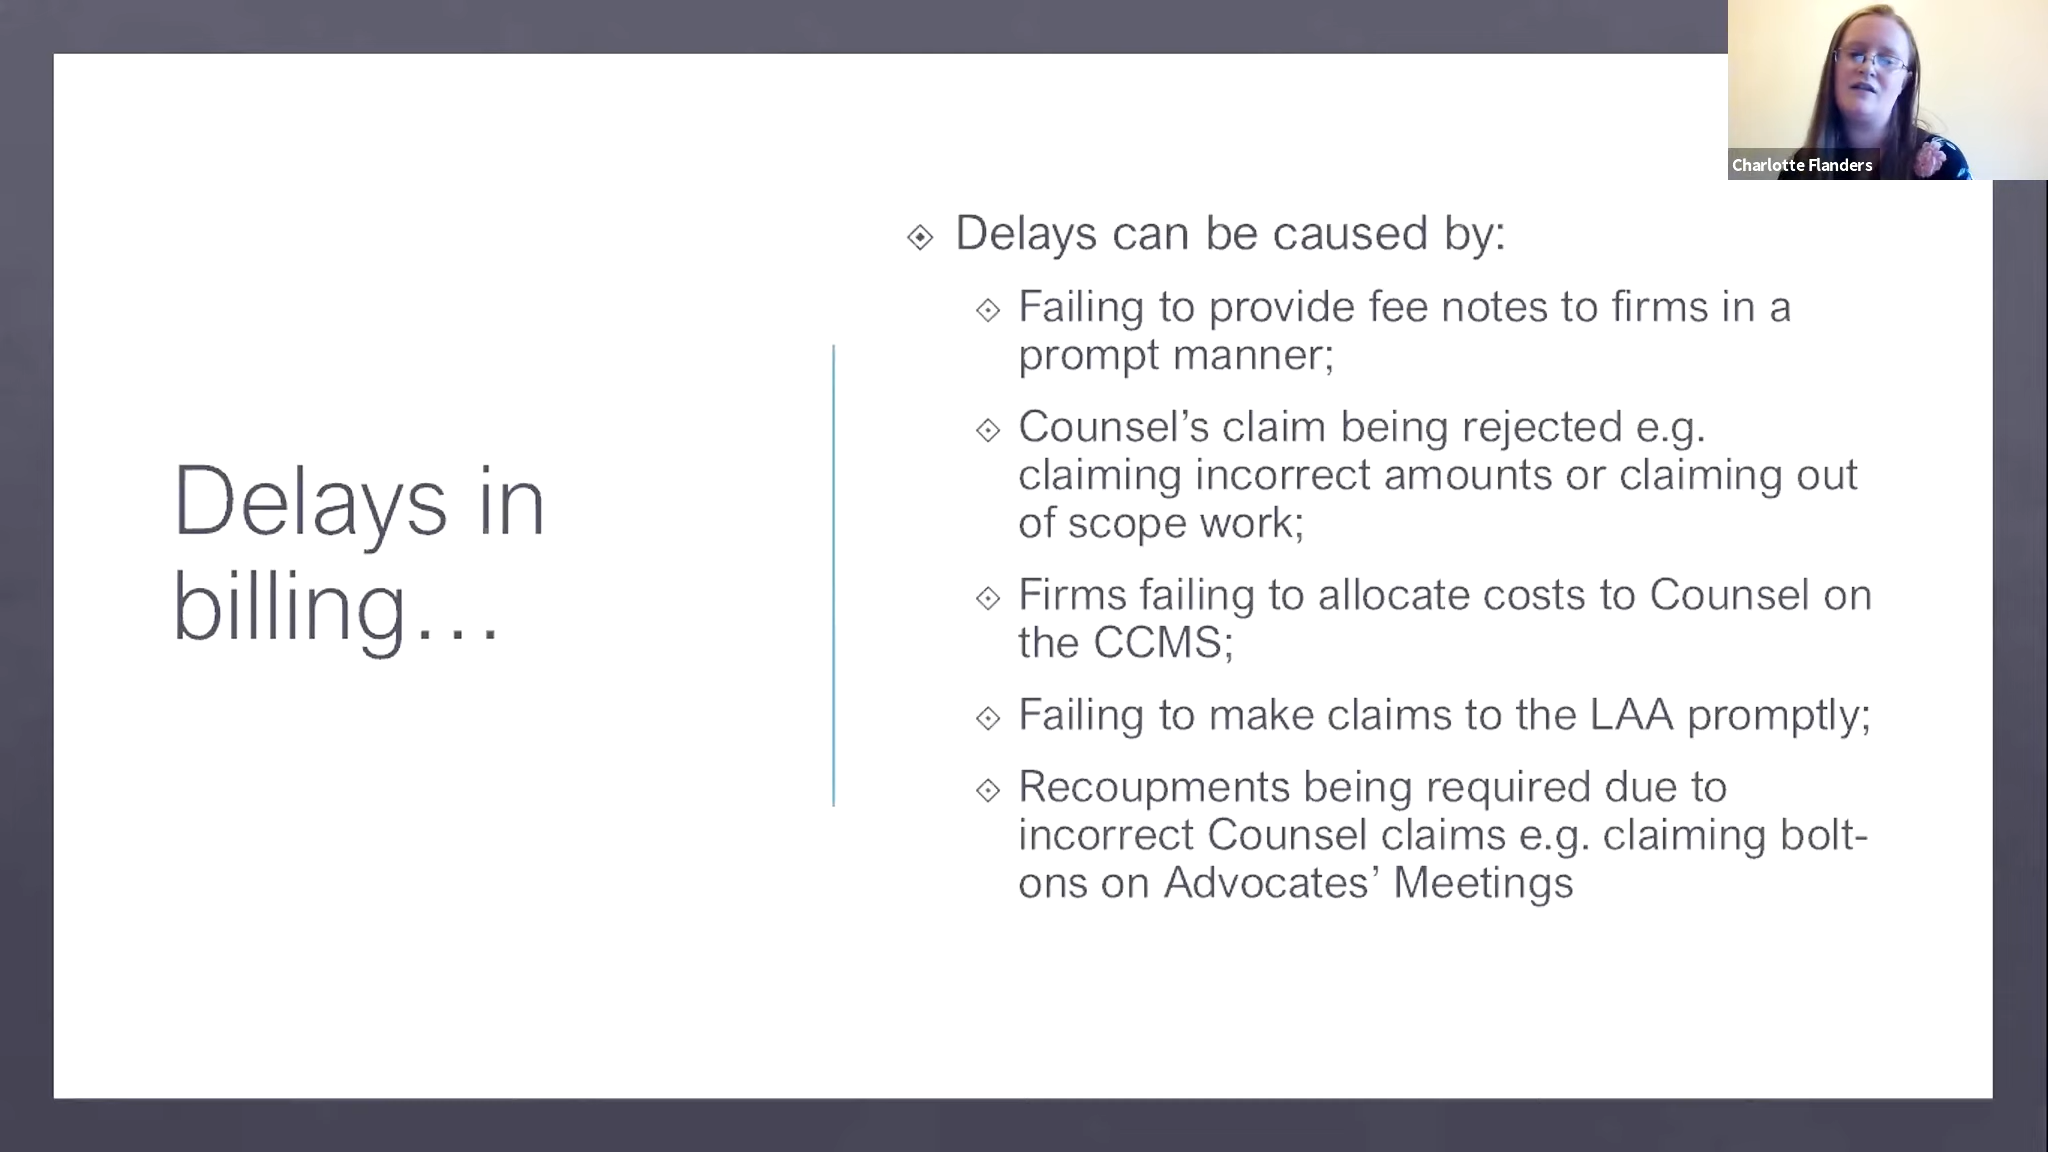 Charlotte Flanders
Delays in
billing…
Delays can be caused by:
Failing to provide fee notes to firms in a
prompt manner;
Counsel’s claim being rejected e.g.
claiming incorrect amounts or claiming out
of scope work;
Firms failing to allocate costs to Counsel on
the CCMS;
Failing to make claims to the LAA promptly;
Recoupments being required due to
incorrect Counsel claims e.g. claiming bolt-
ons on Advocates’ Meetings